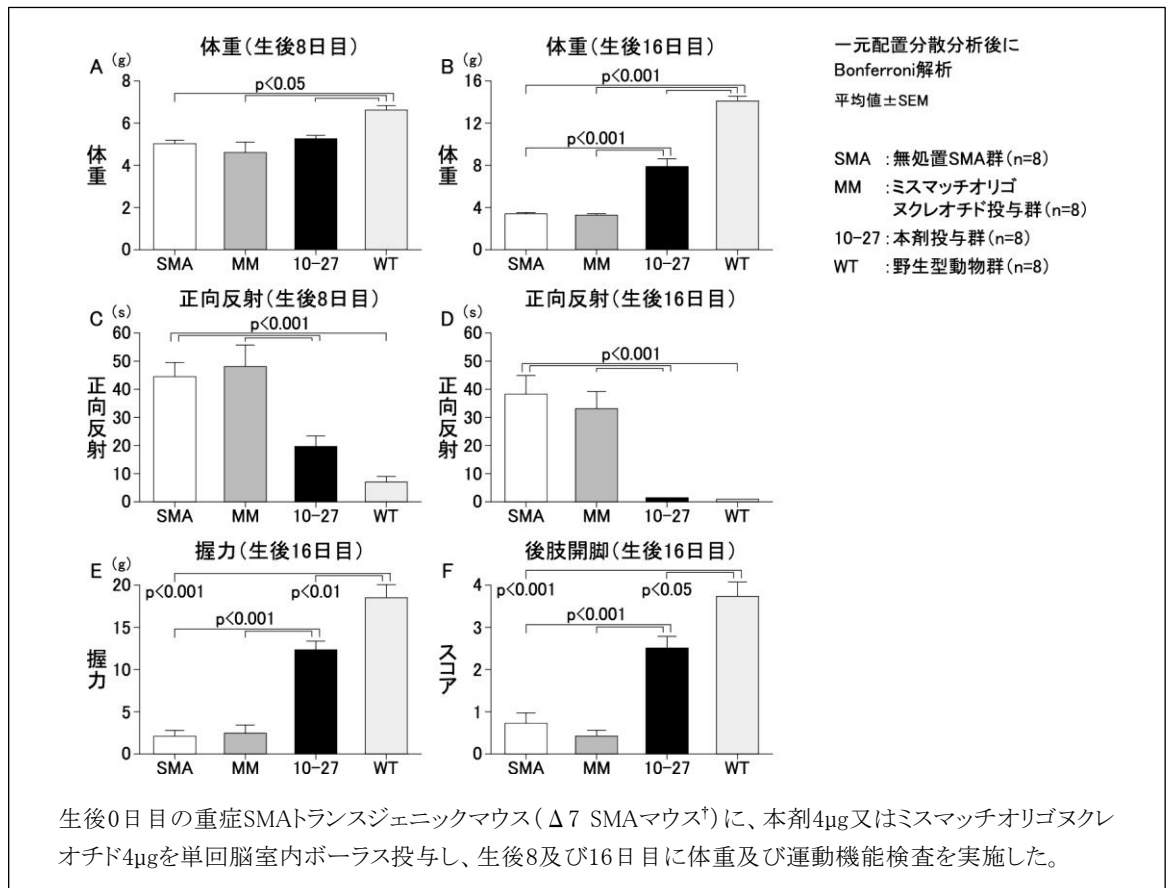 体重(生後8日目)
A (g)
p<0.05
8
6
4
2
0
体重
SMA MM 10-27 WT
体重(生後16日目)
B (g)
p<0.001
p<0.001
16
12
8
4
0
体重
SMA MM 10-27 WT
一元配置分散分析後に
Bonferroni解析
平均値±SEM
SMA :無処置SMA群(n=8)
MM :ミスマッチオリゴ
ヌクレオチド投与群(n=8)
10-27:本剤投与群(n=8)
WT :野生型動物群(n=8)
正向反射(生後8日目)
C (s)
p<0.001
60
50
40
30
20
10
0
正向反射
SMA MM 10-27 WT
正向反射(生後16日目)
D (s)
p<0.001
60
50
40
30
20
10
0
正向反射
SMA MM 10-27 WT
握力(生後16日目)
E (g)
p<0.001 p<0.01
p<0.001
20
15
10
5
0
握力
SMA MM 10-27 WT
後肢開脚(生後16日目)
F
p<0.001 p<0.05
p<0.001
4
3
2
1
0
スコア
SMA MM 10-27 WT
生後0日目の重症SMAトランスジェニックマウス(Δ7 SMAマウス†)に、本剤4μg又はミスマッチオリゴヌクレ
オチド4μgを単回脳室内ボーラス投与し、生後8及び16日目に体重及び運動機能検査を実施した。